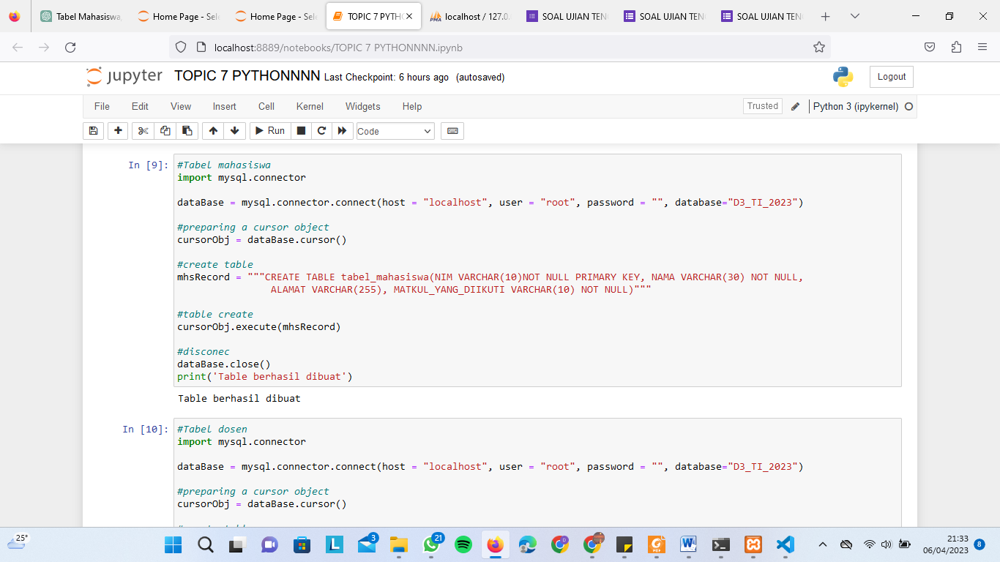 Tabel Mahasiswa,
Home Page - Sele
Home Page - Sele
TOPIC 7 PYTHO
localhost / 127.0.
SOAL UJIAN TENG
SOAL UJIAN TENG
SOAL UJIAN TENG
localhost:8889/notebooks/TOPIC 7 PYTHONNNN.ipynb
jupyter TOPIC 7 PYTHONNNN Last Checkpoint: 6 hours ago (autosaved)
Logout
File Edit View Insert Cell Kernel Widgets Help
Trusted
Python 3 (ipykernel)
Run
Code
In [9]:
#Tabel mahasiswa
import mysql.connector
dataBase = mysql.connector.connect(host = "localhost", user = "root", password = "", database="D3_TI_2023")
#preparing a cursor object
cursorObj = dataBase.cursor()
#create table
mhsRecord = """CREATE TABLE tabel_mahasiswa(NIM VARCHAR(10)NOT NULL PRIMARY KEY, NAMA VARCHAR(30) NOT NULL,
ALAMAT VARCHAR(255), MATKUL_YANG_DIIKUTI VARCHAR(10) NOT NULL)"""
#table create
cursorObj.execute(mhsRecord)
#disconec
dataBase.close()
print('Table berhasil dibuat')
Table berhasil dibuat
In [10]:
#Tabel dosen
import mysql.connector
dataBase = mysql.connector.connect(host = "localhost", user = "root", password = "", database="D3_TI_2023")
#preparing a cursor object
cursorObj = dataBase.cursor()
25°
3
21
21:33
06/04/2023
8